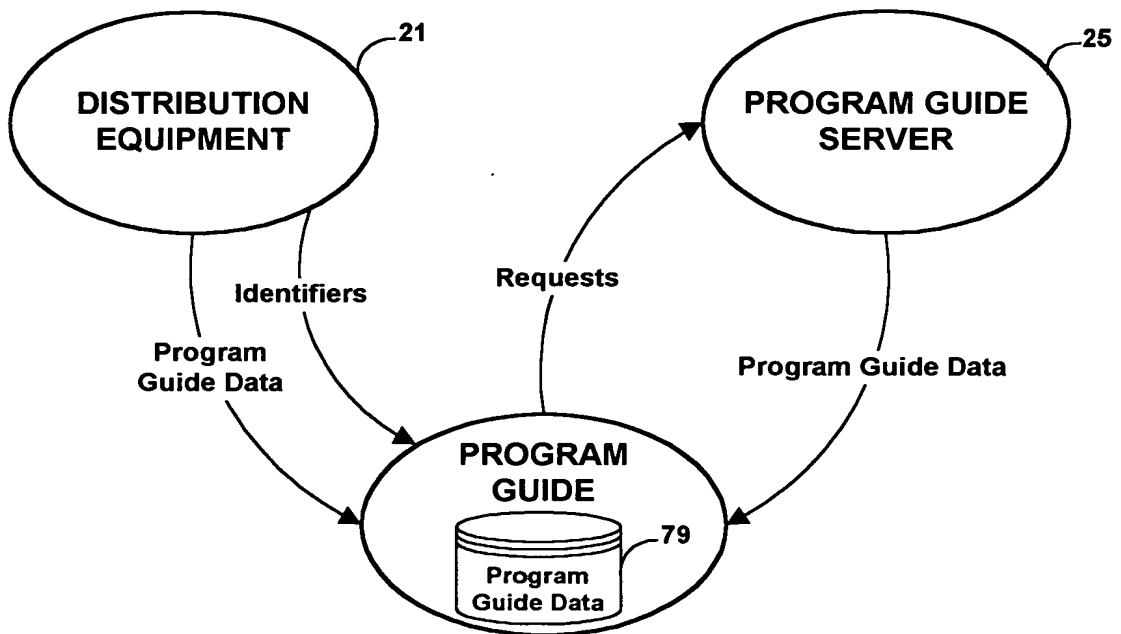 21
DISTRIBUTION
EQUIPMENT
25
PROGRAM GUIDE
SERVER
Identifiers
Requests
Program
Guide Data
Program Guide Data
PROGRAM
GUIDE
79
Program
Guide Data